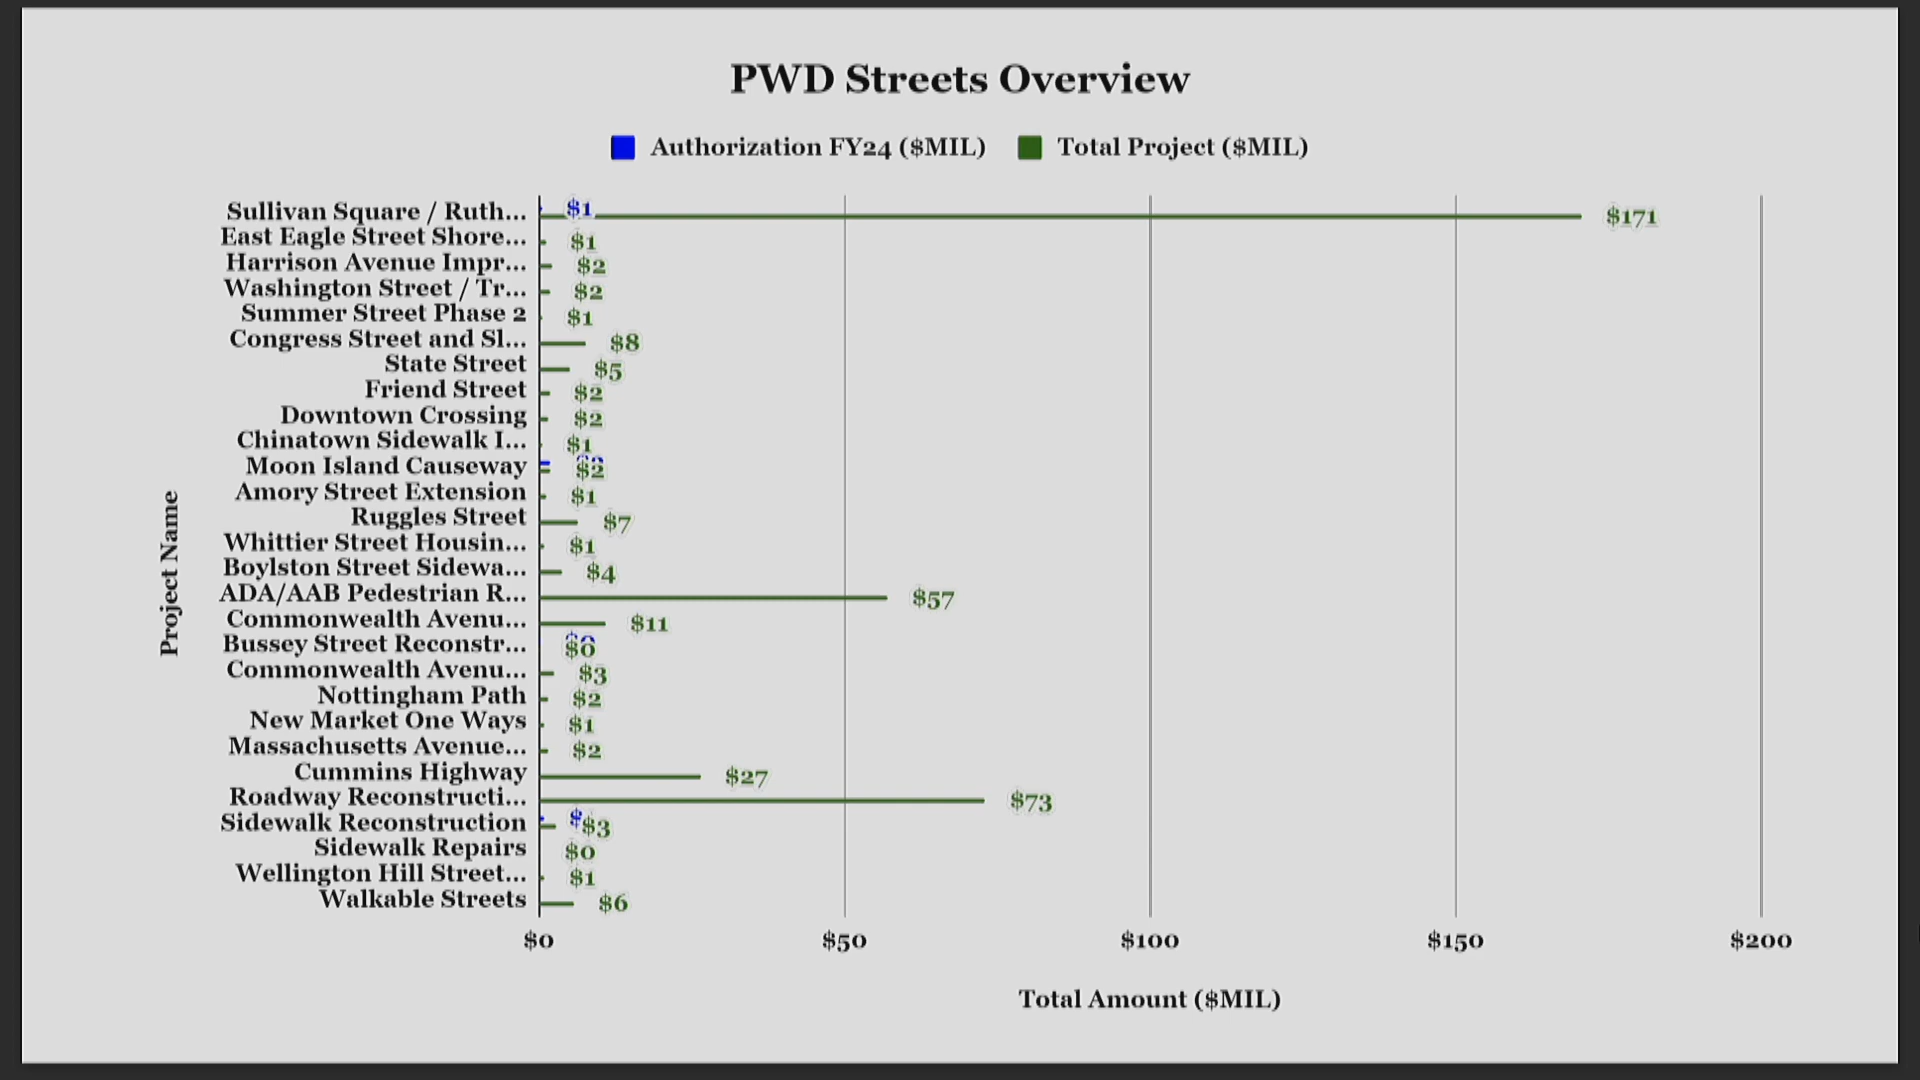 PWD Streets Overview
Authorization FY24 ($MIL) Total Project ($MIL)
Project Name
Sullivan Square / Ruth... $1 $171
East Eagle Street Shore... $1
Harrison Avenue Impr... $2
Washington Street / Tr... $2
Summer Street Phase 2 $1
Congress Street and Sl... $8
State Street $5
Friend Street $2
Downtown Crossing $2
Chinatown Sidewalk I... $1
Moon Island Causeway $2
Amory Street Extension $1
Ruggles Street $7
Whittier Street Housin... $1
Boylston Street Sidewa... $4
ADA/AAB Pedestrian R... $57
Commonwealth Avenu... $11
Bussey Street Reconstr... $0
Commonwealth Avenu... $3
Nottingham Path $2
New Market One Ways $1
Massachusetts Avenue... $2
Cummins Highway $27
Roadway Reconstructi... $73
Sidewalk Reconstruction $3
Sidewalk Repairs $0
Wellington Hill Street... $1
Walkable Streets $6
$0 $50 $100 $150 $200
Total Amount ($MIL)